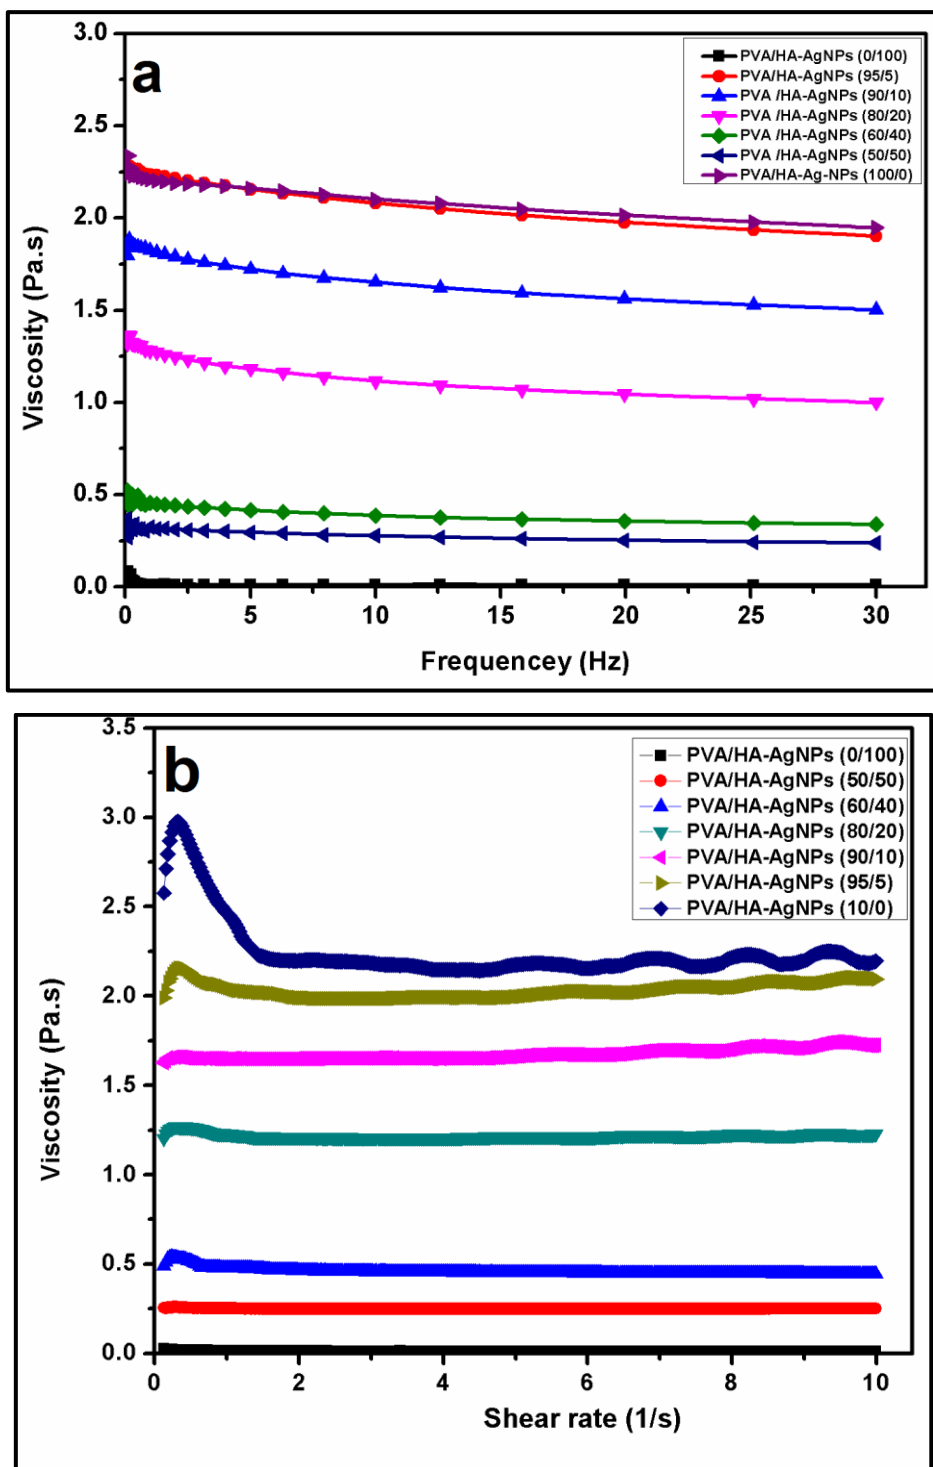 a
3.0
2.5
2.0
1.5
1.0
0.5
0.0
Viscosity (Pa.s)
PVA/HA-AgNPs (0/100)
PVA/HA-AgNPs (95/5)
PVA /HA-AgNPs (90/10)
PVA /HA-AgNPs (80/20)
PVA /HA-AgNPs (60/40)
PVA /HA-AgNPs (50/50)
PVA/HA-Ag-NPs (100/0)
0 5 10 15 20 25 30
Frequencey (Hz)
b
3.5
3.0
2.5
2.0
1.5
1.0
0.5
0.0
Viscosity (Pa.s)
PVA/HA-AgNPs (0/100)
PVA/HA-AgNPs (50/50)
PVA/HA-AgNPs (60/40)
PVA/HA-AgNPs (80/20)
PVA/HA-AgNPs (90/10)
PVA/HA-AgNPs (95/5)
PVA/HA-AgNPs (10/0)
0 2 4 6 8 10
Shear rate (1/s)